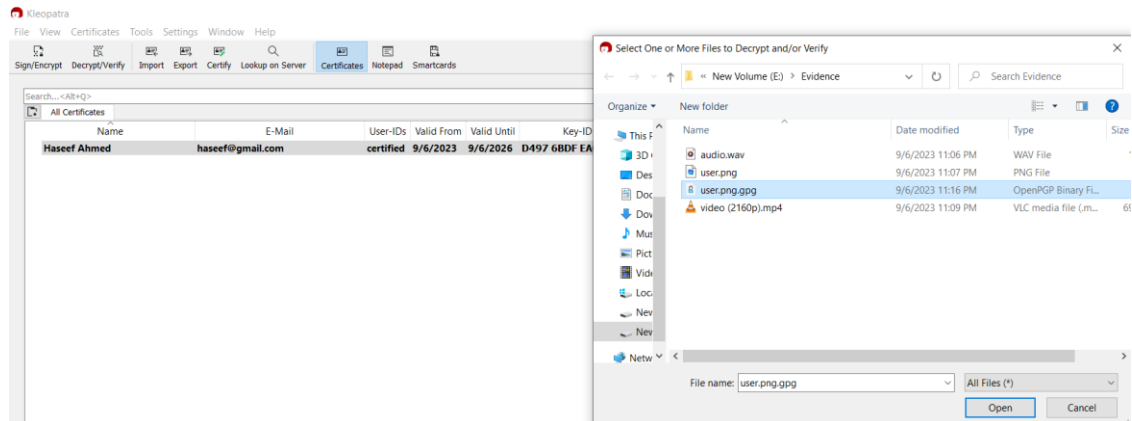 Kleopatra
File View Certificates Tools Settings Window Help
Sign/Encrypt Decrypt/Verify Import Export Certify Lookup on Server Certificates Notepad Smartcards
Search...<Alt+Q>
All Certificates
Name E-Mail User-IDs Valid From Valid Until Key-ID
Haseef Ahmed haseef@gmail.com certified 9/6/2023 9/6/2026 D497 6BDF EA
Select One or More Files to Decrypt and/or Verify
« New Volume (E:) > Evidence
Search Evidence
Organize New folder
Name Date modified Type Size
audio.wav 9/6/2023 11:06 PM WAV File
user.png 9/6/2023 11:07 PM PNG File
user.png.gpg 9/6/2023 11:16 PM OpenPGP Binary Fi...
video (2160p).mp4 9/6/2023 11:09 PM VLC media file (.m... 69
This P
3D
Des
Doc
Dov
Mus
Pict
Vide
Loc
New
New
Netw
File name: user.png.gpg All Files (*)
Open Cancel